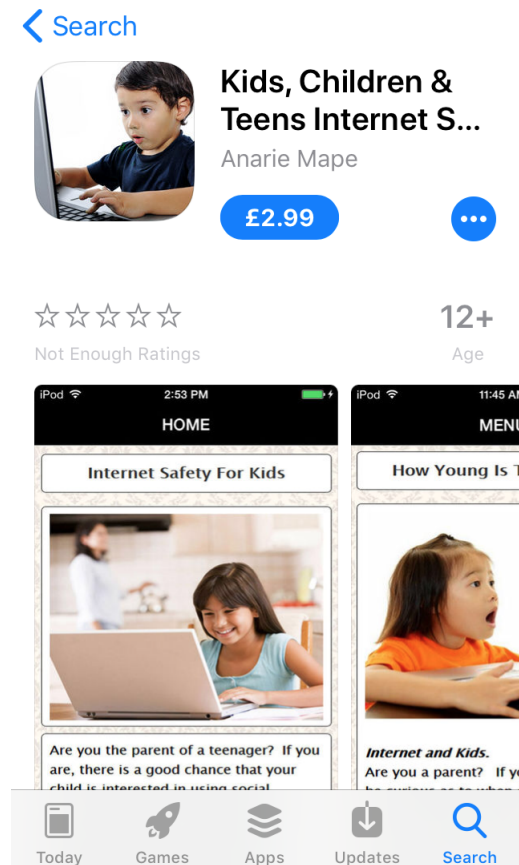 Search
Kids, Children &
Teens Internet S...
Anarie Mape
£2.99
12+
Not Enough Ratings
Age
iPod 2:53 PM
HOME
Internet Safety For Kids
Are you the parent of a teenager? If you
are, there is a good chance that your
child is interested in using social
iPod 11:45 AM
MENU
How Young Is T
Internet and Kids.
Are you a parent? If yo
Today
Games
Apps
Updates
Search